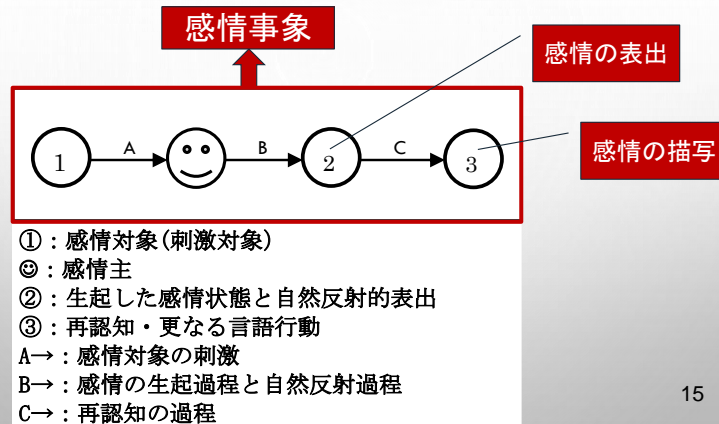 感情事象
感情の表出
感情の描写
1 A B 2 C 3
①：感情対象(刺激対象)
☺：感情主
②：生起した感情状態と自然反射的表出
③：再認知・更なる言語行動
A→：感情対象の刺激
B→：感情の生起過程と自然反射過程
C→：再認知の過程
15